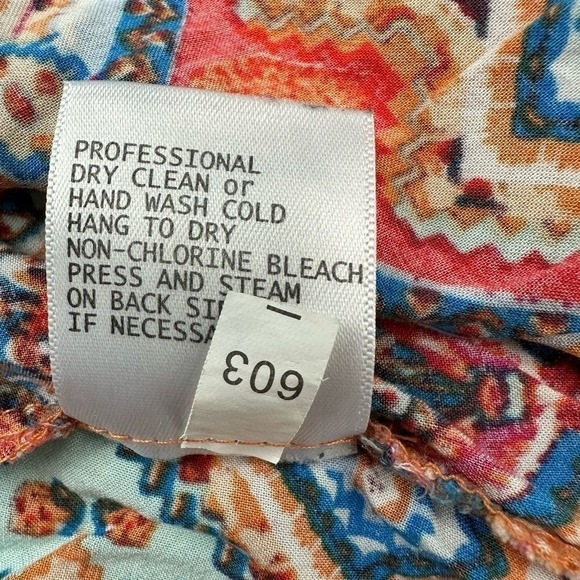 PROFESSIONAL
DRY CLEAN or
HAND WASH COLD
HANG TO DRY
NON-CHLORINE BLEACH
PRESS AND STEAM
ON BACK
IF
603